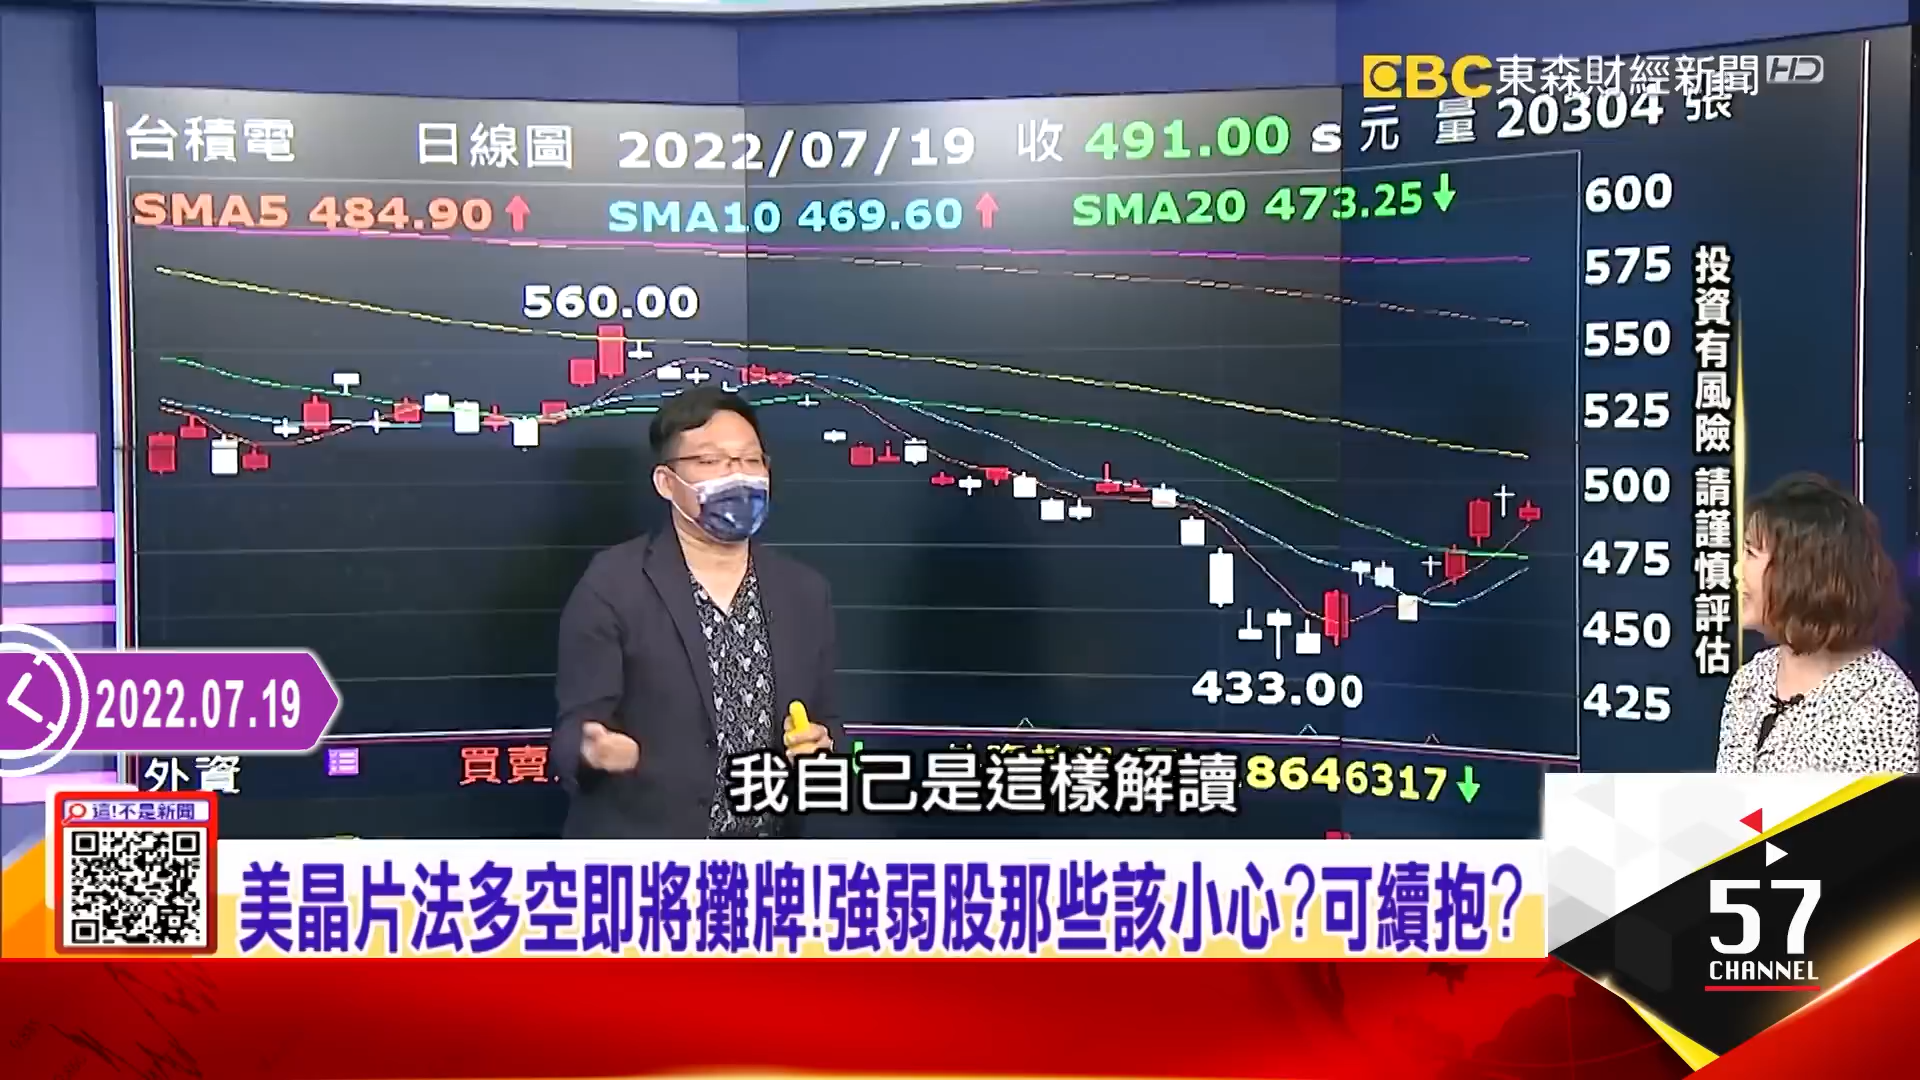 EBC 東森財經新聞 HD
台積電 日線圖 2022/07/19 收 491.00 s 元 量 20304 張
SMA5 484.90↑ SMA10 469.60↑ SMA20 473.25↓
600
575
550
525
500
475
450
425
560.00
433.00
投資有風險 請謹慎評估
2022.07.19
外資 買賣
8646317↓
我自己是這樣解讀
這!不是新聞
美晶片法多空即將攤牌!強弱股那些該小心?可續抱?
57
CHANNEL